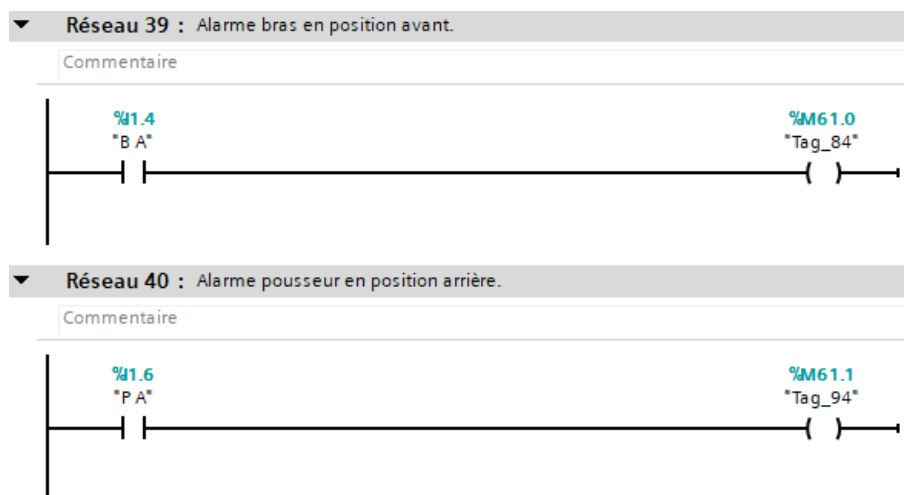 Réseau 39 : Alarme bras en position avant.
Commentaire
%I1.4 %M61.0
"B A" "Tag_84"
Réseau 40 : Alarme pousseur en position arrière.
Commentaire
%I1.6 %M61.1
"P A" "Tag_94"